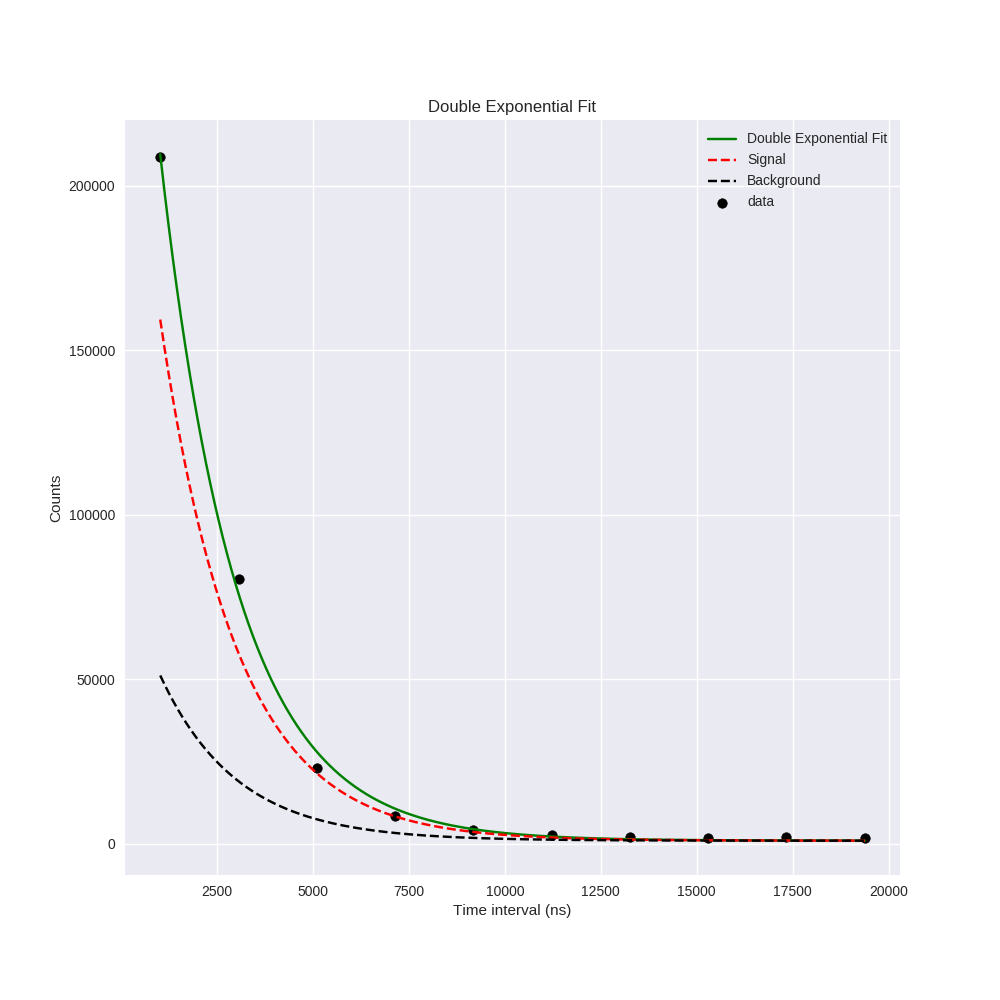 Double Exponential Fit
Double Exponential Fit
Signal
Background
data
200000
150000
100000
50000
0
Counts
2500 5000 7500 10000 12500 15000 17500 20000
Time interval (ns)